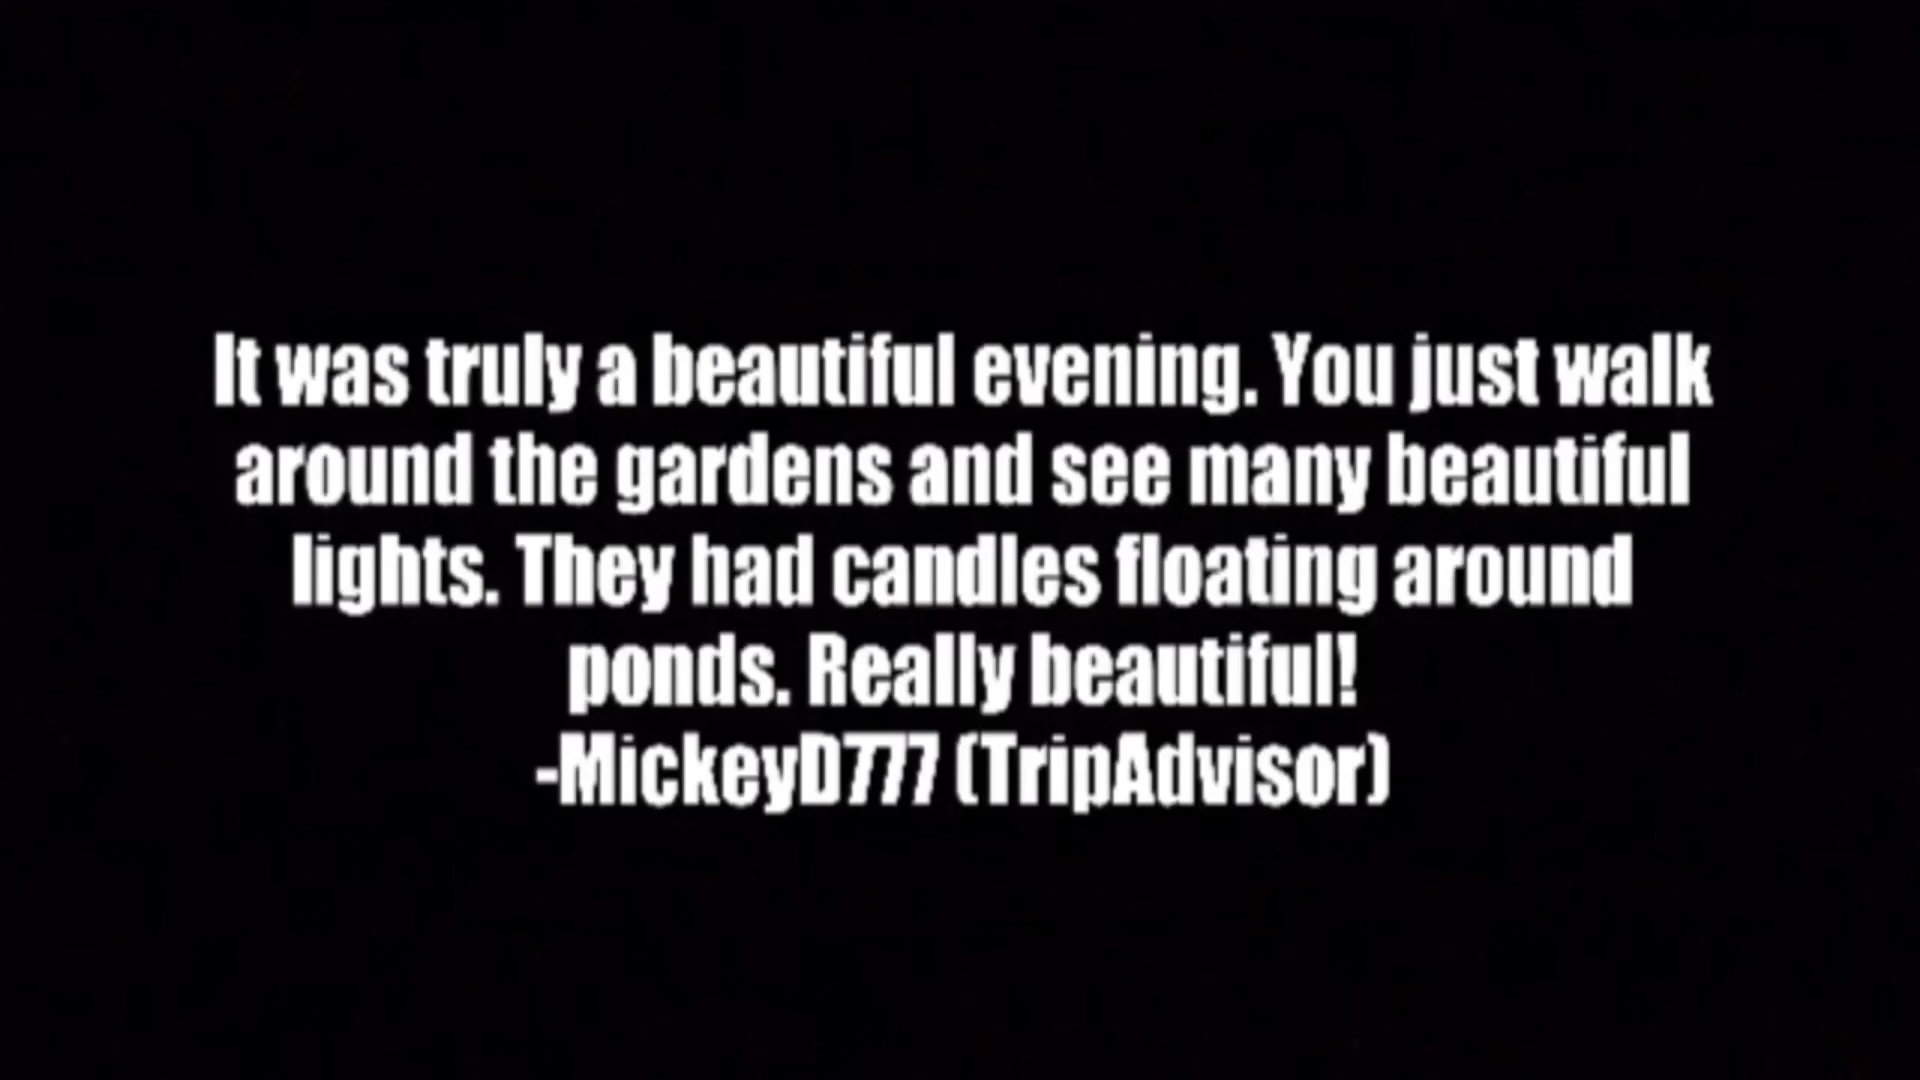 It was truly a beautiful evening. You just walk
around the gardens and see many beautiful
lights. They had candles floating around
ponds. Really beautiful!
-MickeyD777 (TripAdvisor)